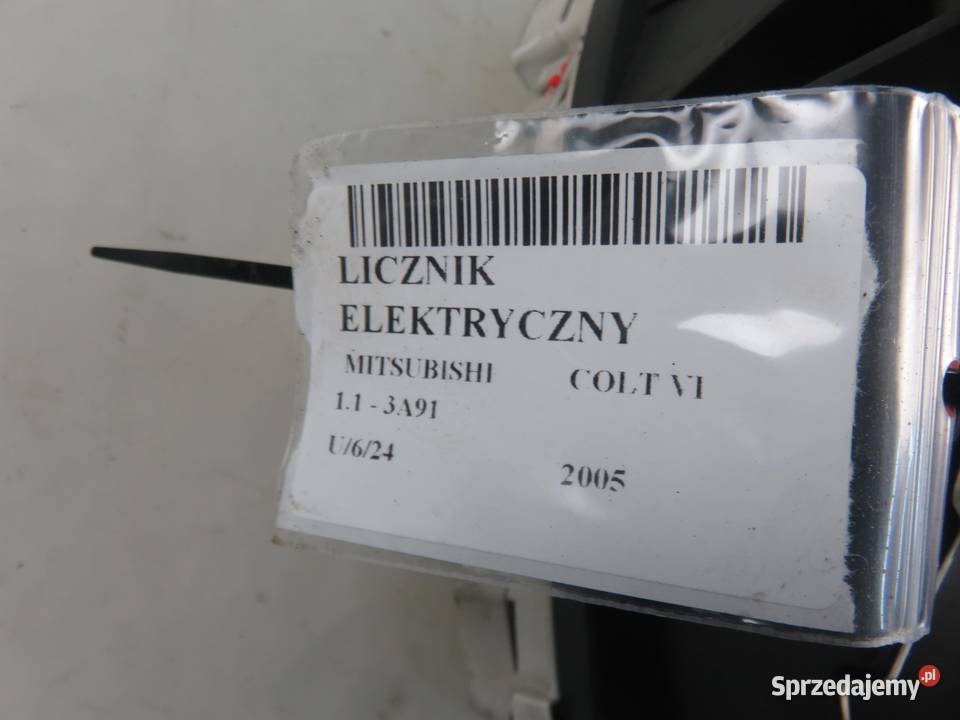 LICZNIK
ELEKTRYCZNY
MITSUBISHI COLT VI
1.1 - 3A91
U/6/24 2005
Sprzedajemy.pl